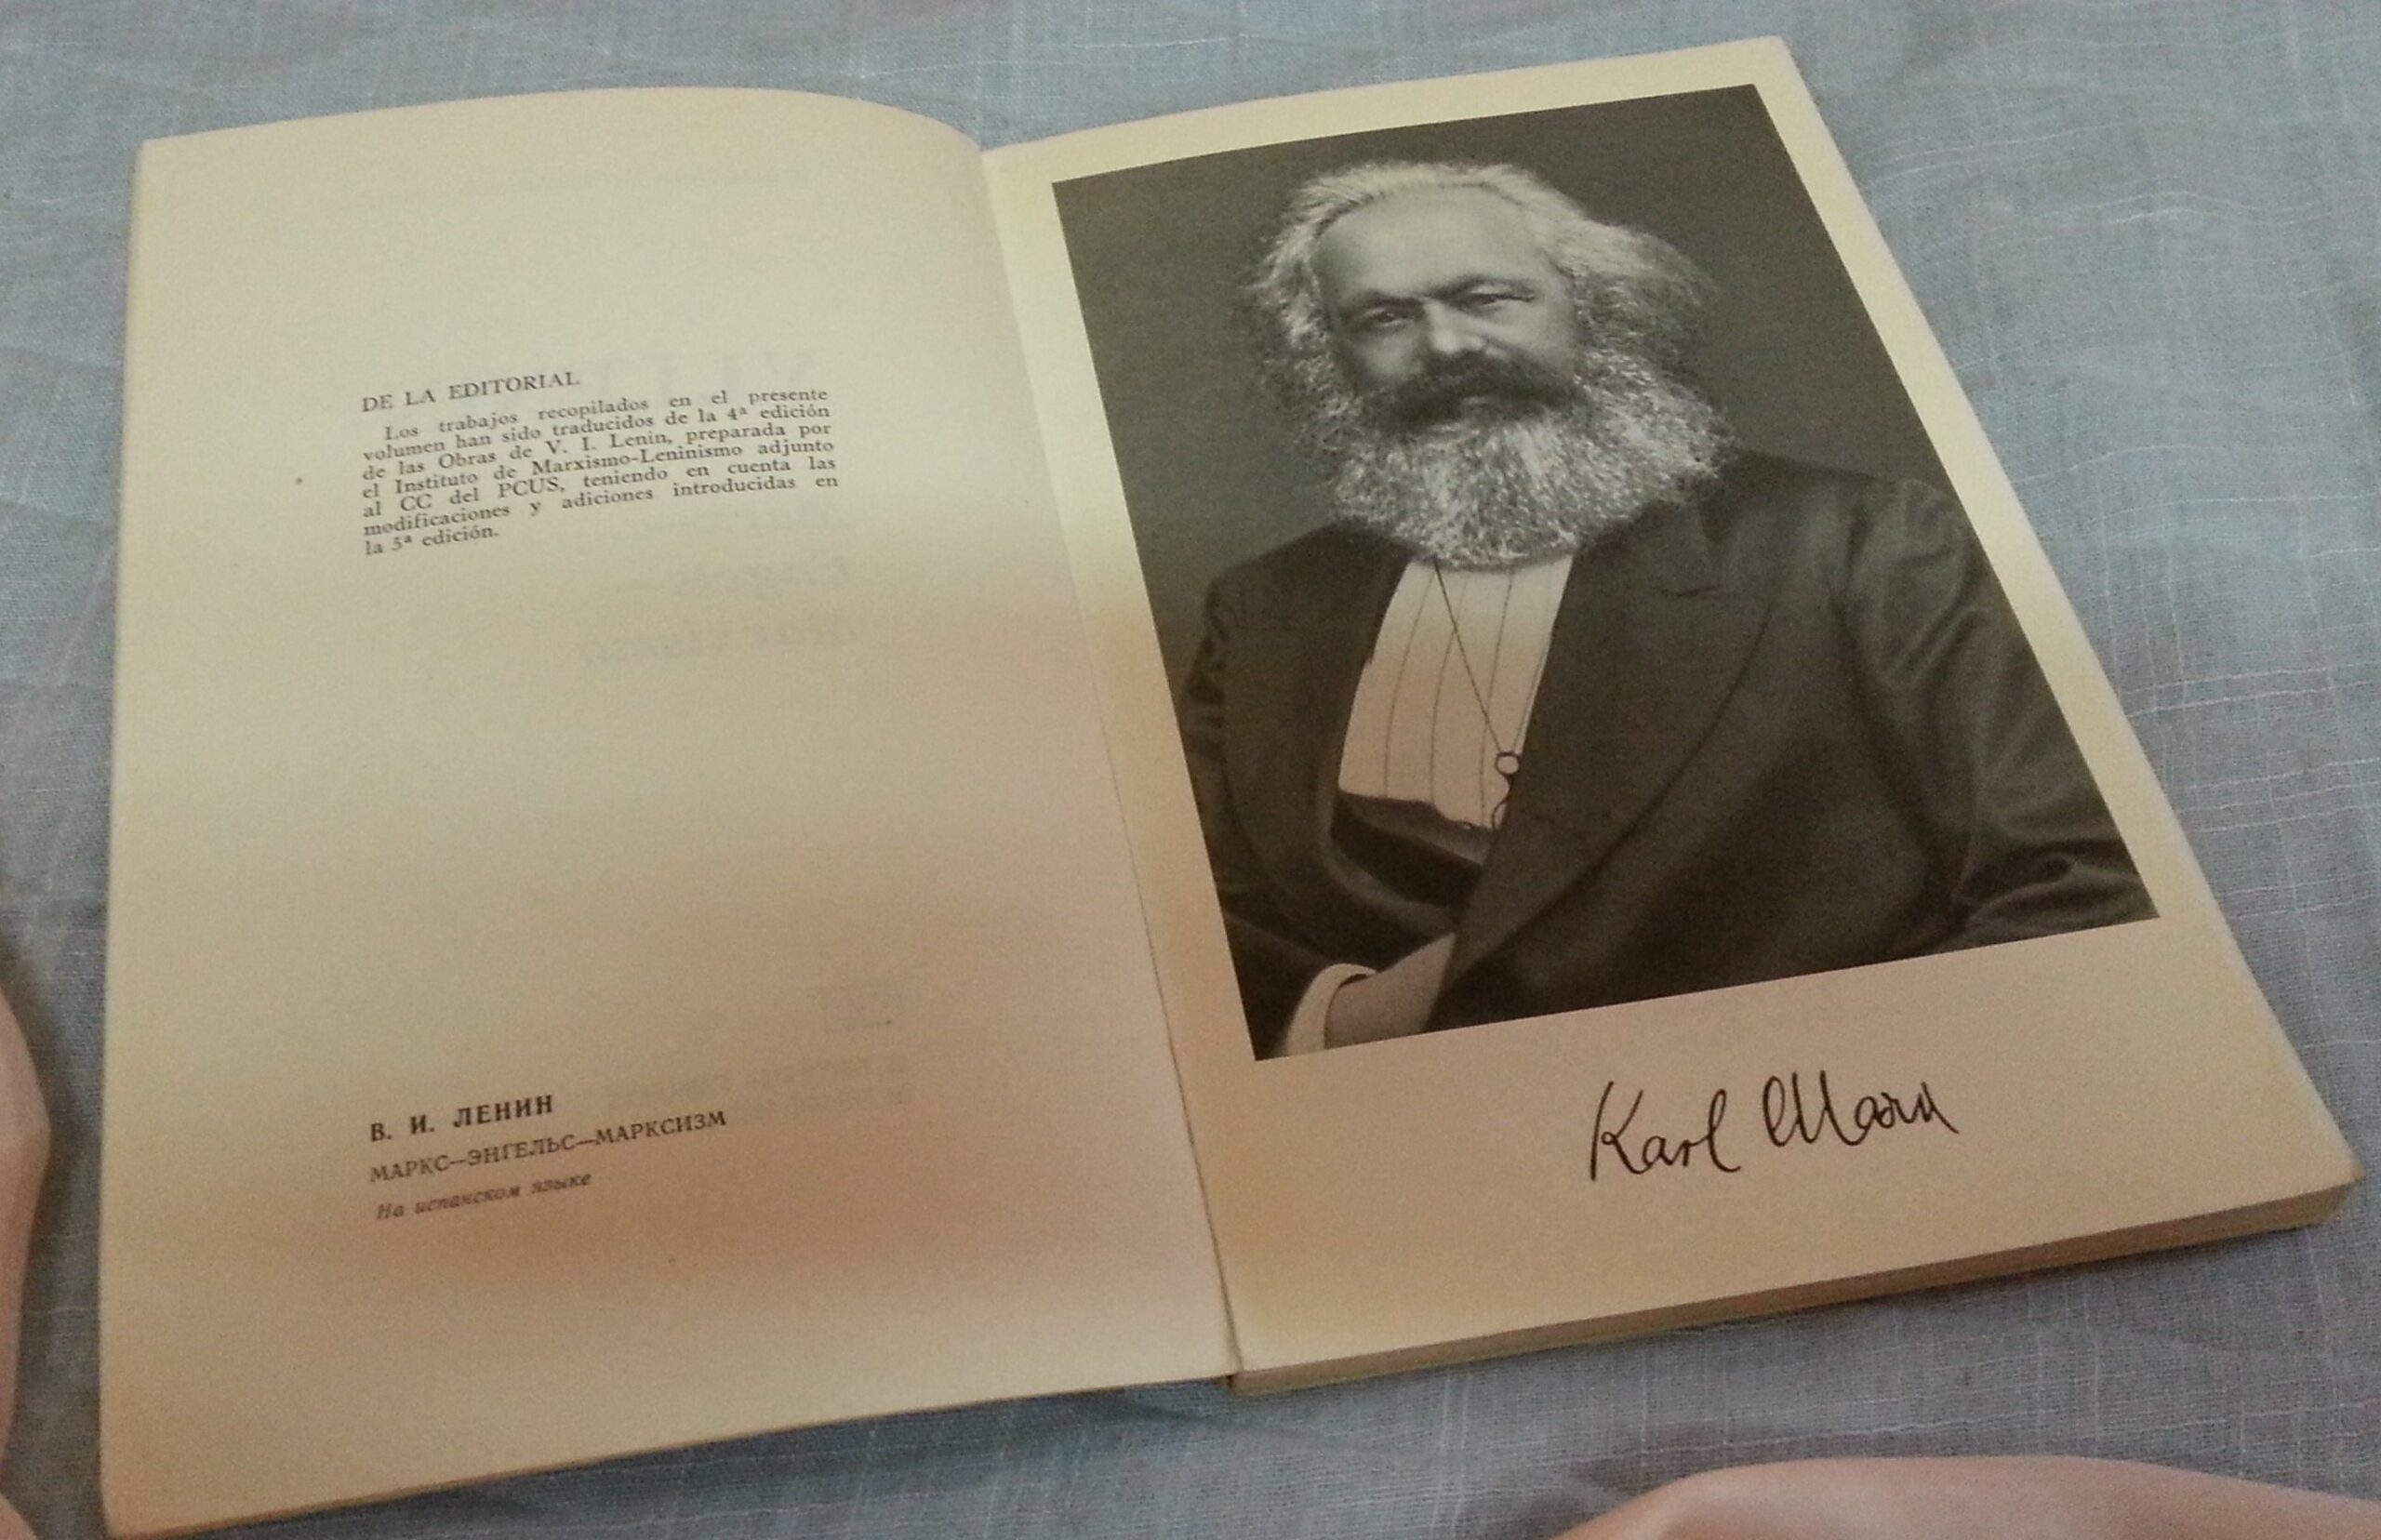 DE LA EDITORIAL
Los trabajos recopilados en el presente
volumen han sido traducidos de la 4ª edición
de las Obras de V. I. Lenin, preparada por
el Instituto de Marxismo-Leninismo adjunto
al CC del PCUS, teniendo en cuenta las
modificaciones y adiciones introducidas en
la 5ª edición.
В. И. ЛЕНИН
МАРКС—ЭНГЕЛЬС—МАРКСИЗМ
На испанском языке
Karl Marx